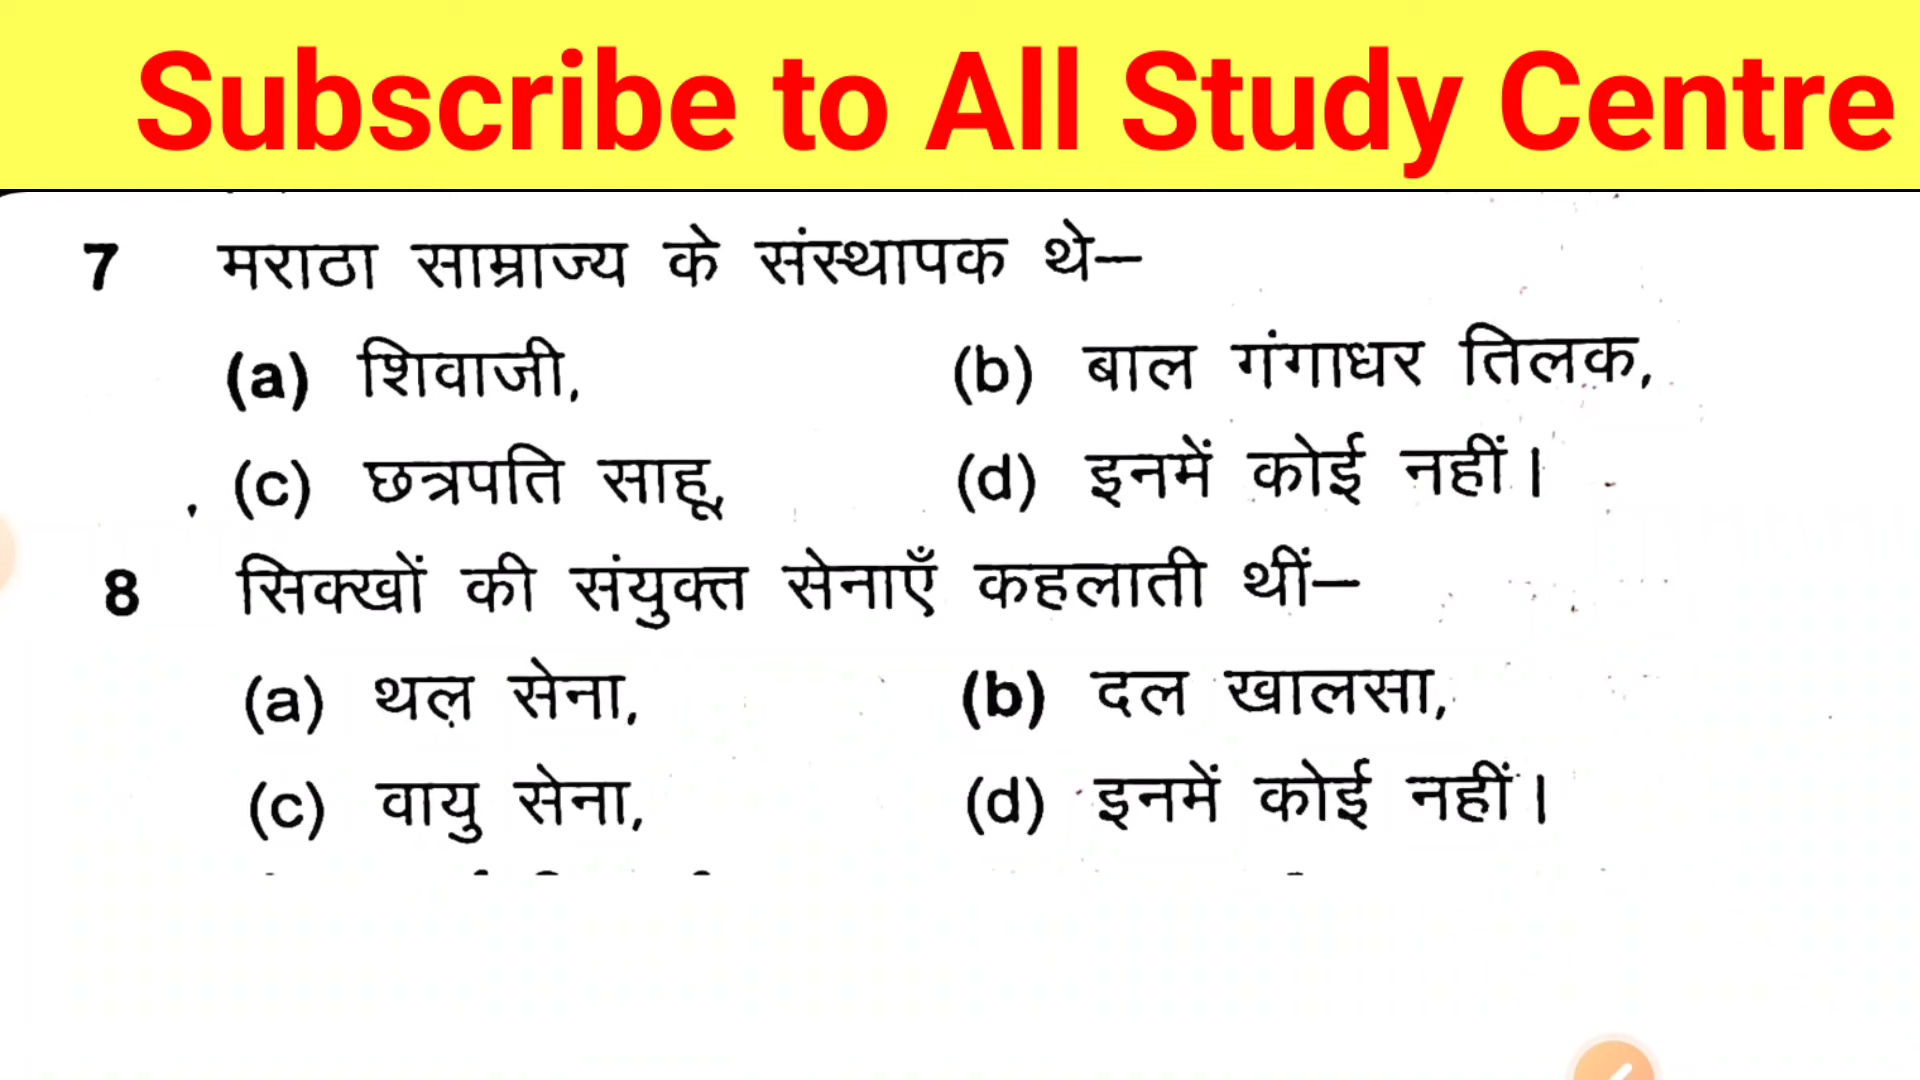 Subscribe to All Study Centre
7 मराठा साम्राज्य के संस्थापक थे—
(a) शिवाजी, (b) बाल गंगाधर तिलक,
(c) छत्रपति साहू, (d) इनमें कोई नहीं।
8 सिक्खों की संयुक्त सेनाएँ कहलाती थीं—
(a) थल सेना, (b) दल खालसा,
(c) वायु सेना, (d) इनमें कोई नहीं।